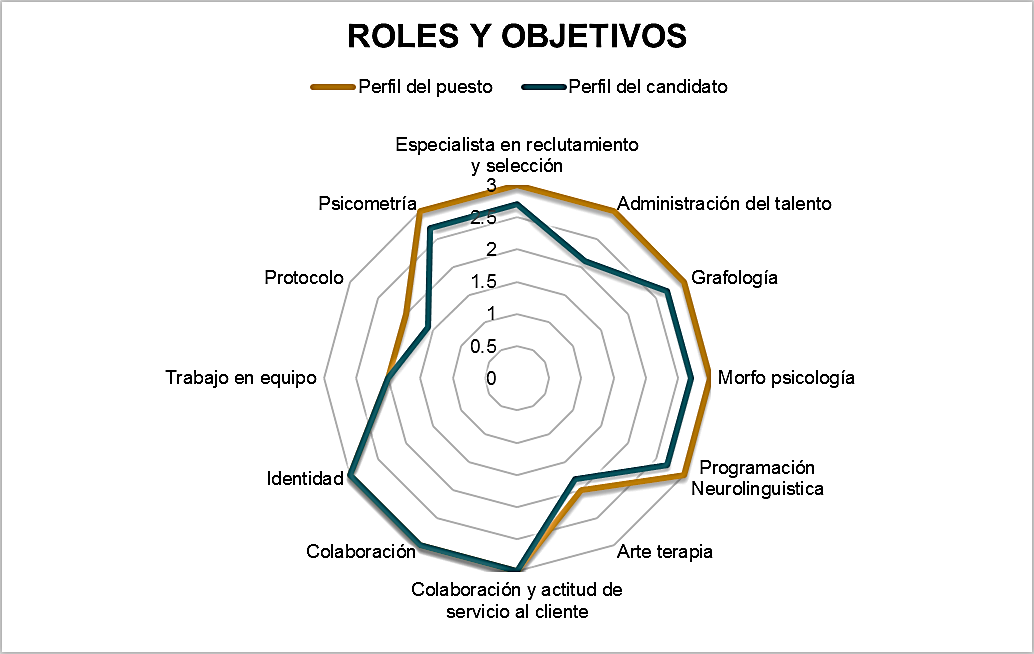 ROLES Y OBJETIVOS
Perfil del puesto
Perfil del candidato
Especialista en reclutamiento
y selección
Administración del talento
Grafología
Morfo psicología
Programación
Neurolinguistica
Arte terapia
Colaboración y actitud de
servicio al cliente
Colaboración
Identidad
Trabajo en equipo
Protocolo
Psicometría
3
2.5
2
1.5
1
0.5
0